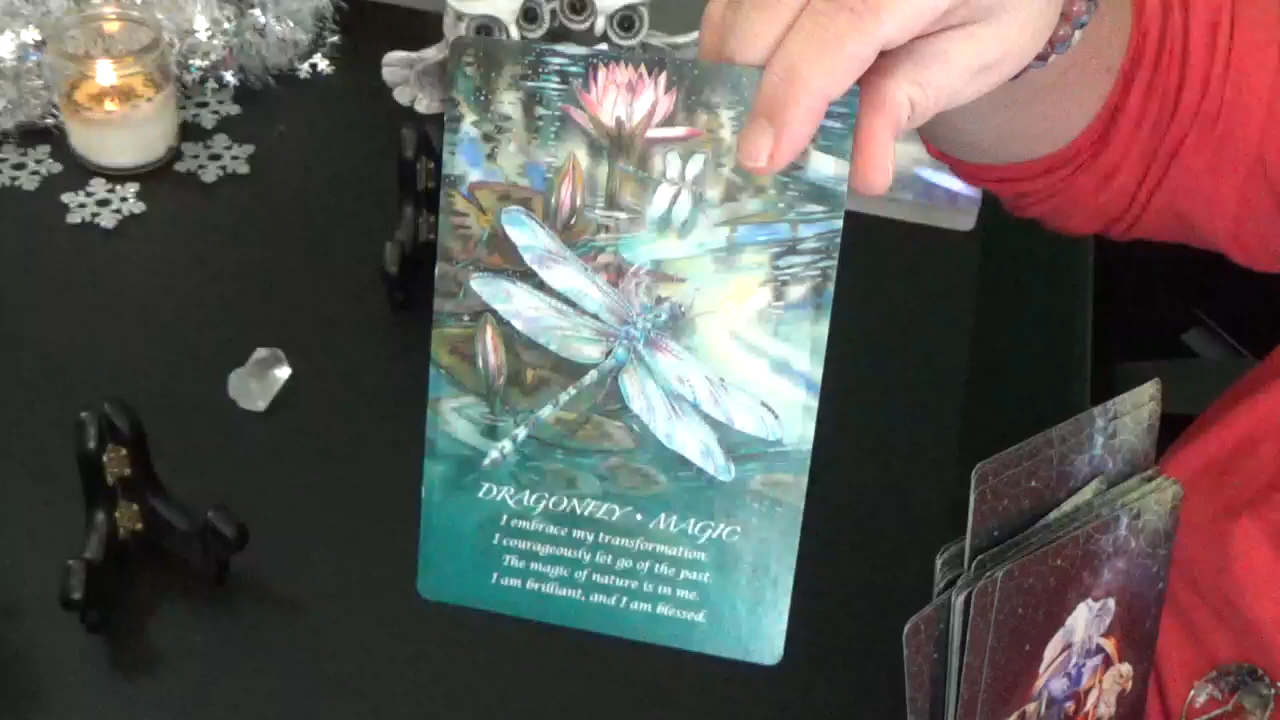 DRAGONFLY • MAGIC
I embrace my transformation.
I courageously let go of the past.
The magic of nature is in me.
I am brilliant, and I am blessed.